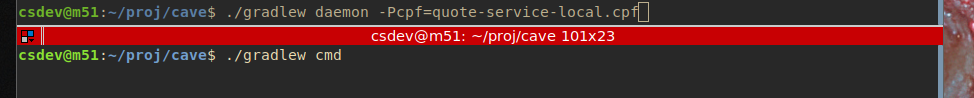 csdev@m51:~/proj/cave$ ./gradlew daemon -Pcpf=quote-service-local.cpf
csdev@m51: ~/proj/cave 101x23
csdev@m51:~/proj/cave$ ./gradlew cmd